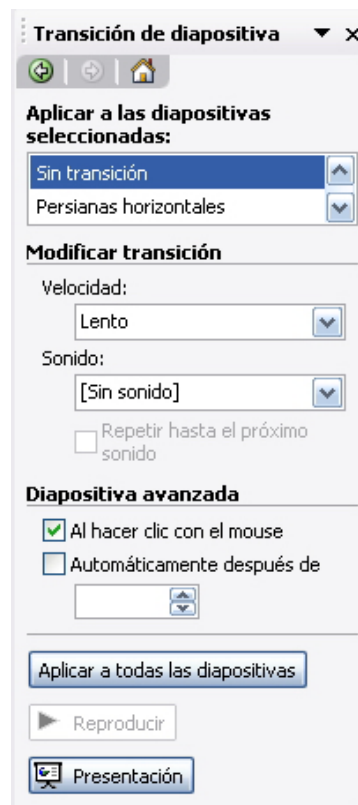 Transición de diapositiva
Aplicar a las diapositivas
seleccionadas:
Sin transición
Persianas horizontales
Modificar transición
Velocidad:
Lento
Sonido:
[Sin sonido]
Repetir hasta el próximo
sonido
Diapositiva avanzada
Al hacer clic con el mouse
Automáticamente después de
Aplicar a todas las diapositivas
Reproducir
Presentación